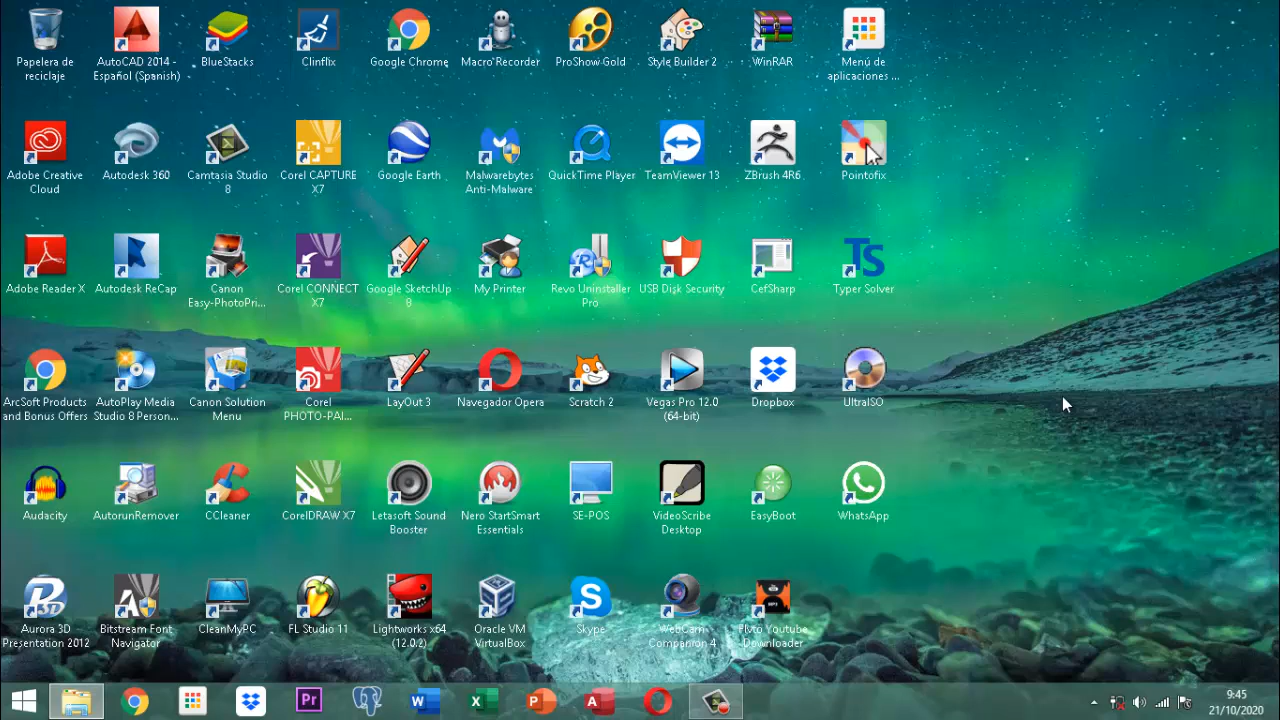 Papelera de
reciclaje
AutoCAD 2014 -
Español (Spanish)
BlueStacks
Clinflix
Google Chrome
Macro Recorder
ProShow Gold
Style Builder 2
WinRAR
Menú de
aplicaciones ...
Adobe Creative
Cloud
Autodesk 360
Camtasia Studio
8
Corel CAPTURE
X7
Google Earth
Malwarebytes
Anti-Malware
QuickTime Player
TeamViewer 13
ZBrush 4R6
Pointofix
Adobe Reader X
Autodesk ReCap
Canon
Easy-PhotoPri...
Corel CONNECT
X7
Google SketchUp
8
My Printer
Revo Uninstaller
Pro
USB Disk Security
CefSharp
TS
Typer Solver
ArcSoft Products
and Bonus Offers
AutoPlay Media
Studio 8 Person...
Canon Solution
Menu
Corel
PHOTO-PAI...
LayOut 3
Navegador Opera
Scratch 2
Vegas Pro 12.0
(64-bit)
Dropbox
UltraISO
Audacity
AutorunRemover
CCleaner
CorelDRAW X7
Letasoft Sound
Booster
Nero StartSmart
Essentials
SE-POS
VideoScribe
Desktop
EasyBoot
WhatsApp
Aurora 3D
Presentation 2012
Bitstream Font
Navigator
CleanMyPC
FL Studio 11
Lightworks x64
(12.0.2)
Oracle VM
VirtualBox
Skype
WebCam
Companion 4
Flvto Youtube
Downloader
Pr
W
X
P
A
9:45
21/10/2020